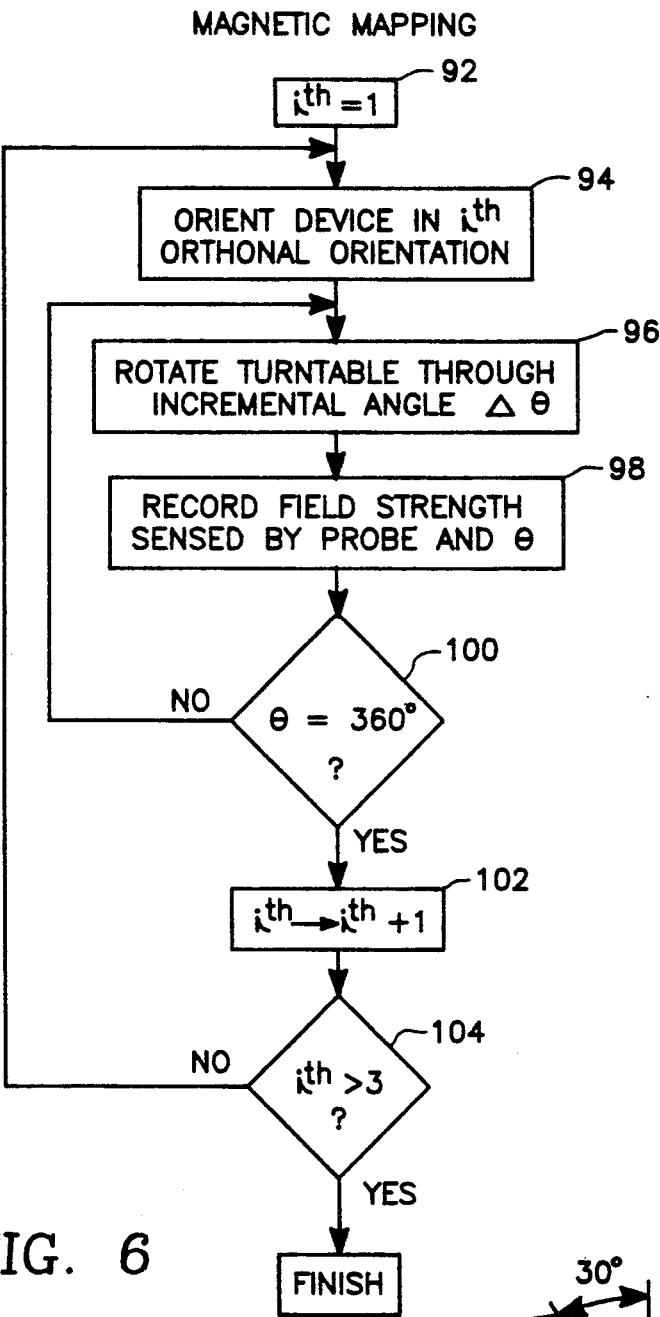 MAGNETIC MAPPING
92
i^th = 1
94
ORIENT DEVICE IN i^th
ORTHONAL ORIENTATION
96
ROTATE TURNTABLE THROUGH
INCREMENTAL ANGLE △ θ
98
RECORD FIELD STRENGTH
SENSED BY PROBE AND θ
100
NO
θ = 360°
?
YES
102
i^th → i^th + 1
104
NO
i^th >3
?
YES
IG. 6
FINISH
30°